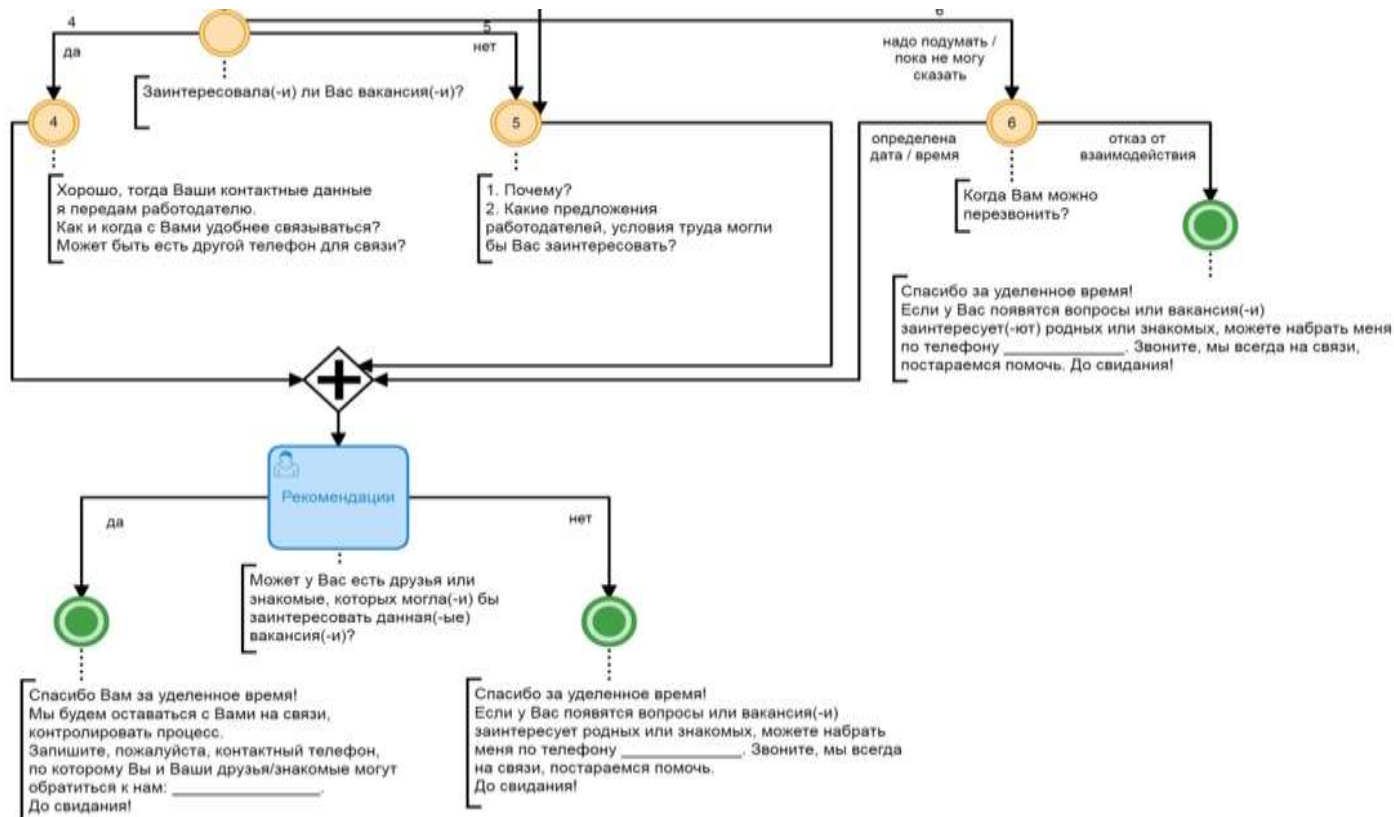 4
5
6
да
нет
надо подумать /
пока не могу
сказать
Заинтересовала(-и) ли Вас вакансия(-и)?
4
5
6
определена
дата / время
отказ от
взаимодействия
Хорошо, тогда Ваши контактные данные
я передам работодателю.
Как и когда с Вами удобнее связываться?
Может быть есть другой телефон для связи?
1. Почему?
2. Какие предложения
работодателей, условия труда могли
бы Вас заинтересовать?
Когда Вам можно
перезвонить?
Спасибо за уделенное время!
Если у Вас появятся вопросы или вакансия(-и)
заинтересует(-ют) родных или знакомых, можете набрать меня
по телефону ______________. Звоните, мы всегда на связи,
постараемся помочь. До свидания!
Рекомендации
да
нет
Может у Вас есть друзья или
знакомые, которых могла(-и) бы
заинтересовать данная(-ые)
вакансия(-и)?
Спасибо Вам за уделенное время!
Мы будем оставаться с Вами на связи,
контролировать процесс.
Запишите, пожалуйста, контактный телефон,
по которому Вы и Ваши друзья/знакомые могут
обратиться к нам: _________________.
До свидания!
Спасибо за уделенное время!
Если у Вас появятся вопросы или вакансия(-и)
заинтересует родных или знакомых, можете набрать
меня по телефону ______________. Звоните, мы всегда
на связи, постараемся помочь.
До свидания!